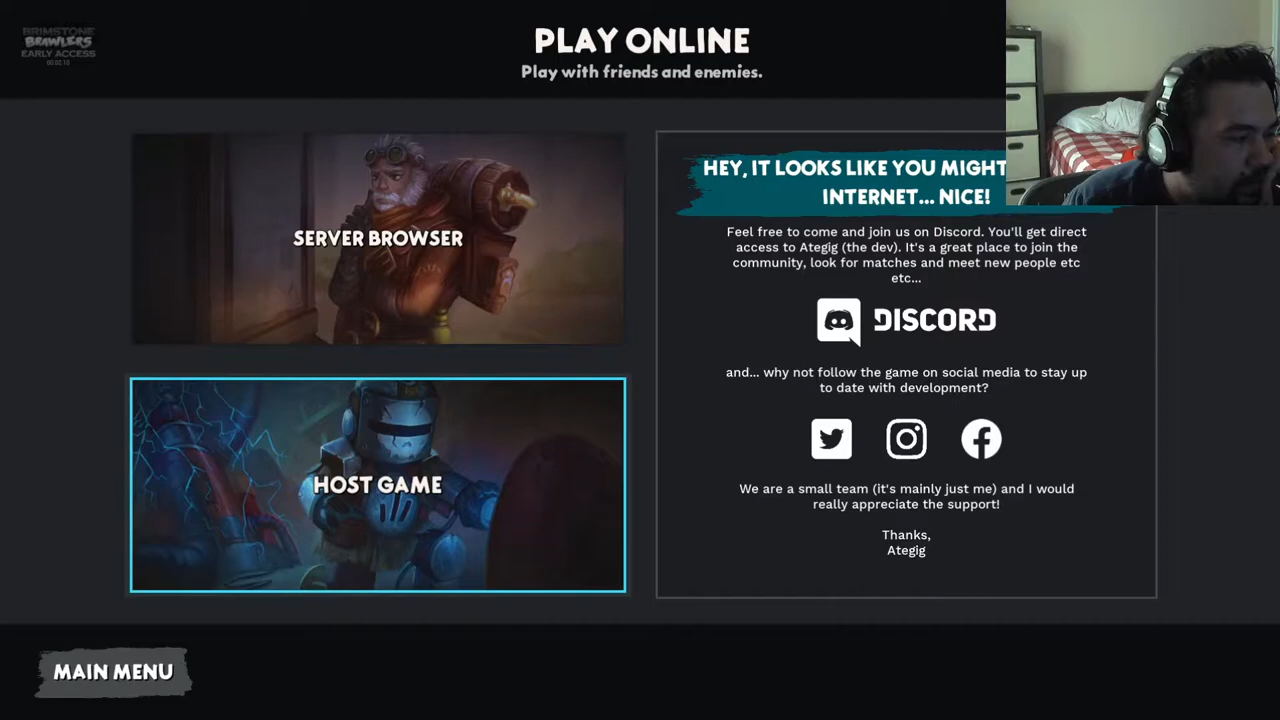 BRIMSTONE
BRAWLERS
EARLY ACCESS
PLAY ONLINE
Play with friends and enemies.
SERVER BROWSER
HOST GAME
HEY, IT LOOKS LIKE YOU MIGHT
INTERNET... NICE!
Feel free to come and join us on Discord. You'll get direct
access to Ategig (the dev). It's a great place to join the
community, look for matches and meet new people etc
etc...
DISCORD
and... why not follow the game on social media to stay up
to date with development?
We are a small team (it's mainly just me) and I would
really appreciate the support!
Thanks,
Ategig
MAIN MENU